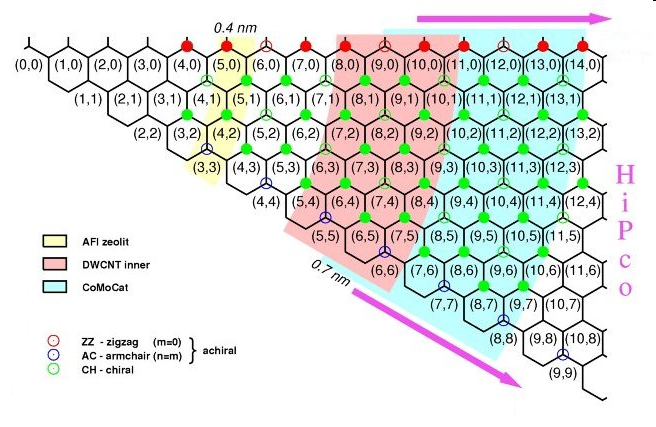 0.4 nm
(0,0) (1,0) (2,0) (3,0) (4,0) (5,0) (6,0) (7,0) (8,0) (9,0) (10,0) (11,0) (12,0) (13,0) (14,0)
(1,1) (2,1) (3,1) (4,1) (5,1) (6,1) (7,1) (8,1) (9,1) (10,1) (11,1) (12,1) (13,1)
(2,2) (3,2) (4,2) (5,2) (6,2) (7,2) (8,2) (9,2) (10,2) (11,2) (12,2) (13,2)
(3,3) (4,3) (5,3) (6,3) (7,3) (8,3) (9,3) (10,3) (11,3) (12,3)
(4,4) (5,4) (6,4) (7,4) (8,4) (9,4) (10,4) (11,4) (12,4)
(5,5) (6,5) (7,5) (8,5) (9,5) (10,5) (11,5)
(6,6) (7,6) (8,6) (9,6) (10,6) (11,6)
(7,7) (8,7) (9,7) (10,7)
(8,8) (9,8) (10,8)
(9,9)
0.7 nm
HiPco
AFI zeolit
DWCNT inner
CoMoCat
ZZ - zigzag (m=0)
AC - armchair (n=m)
CH - chiral
achiral